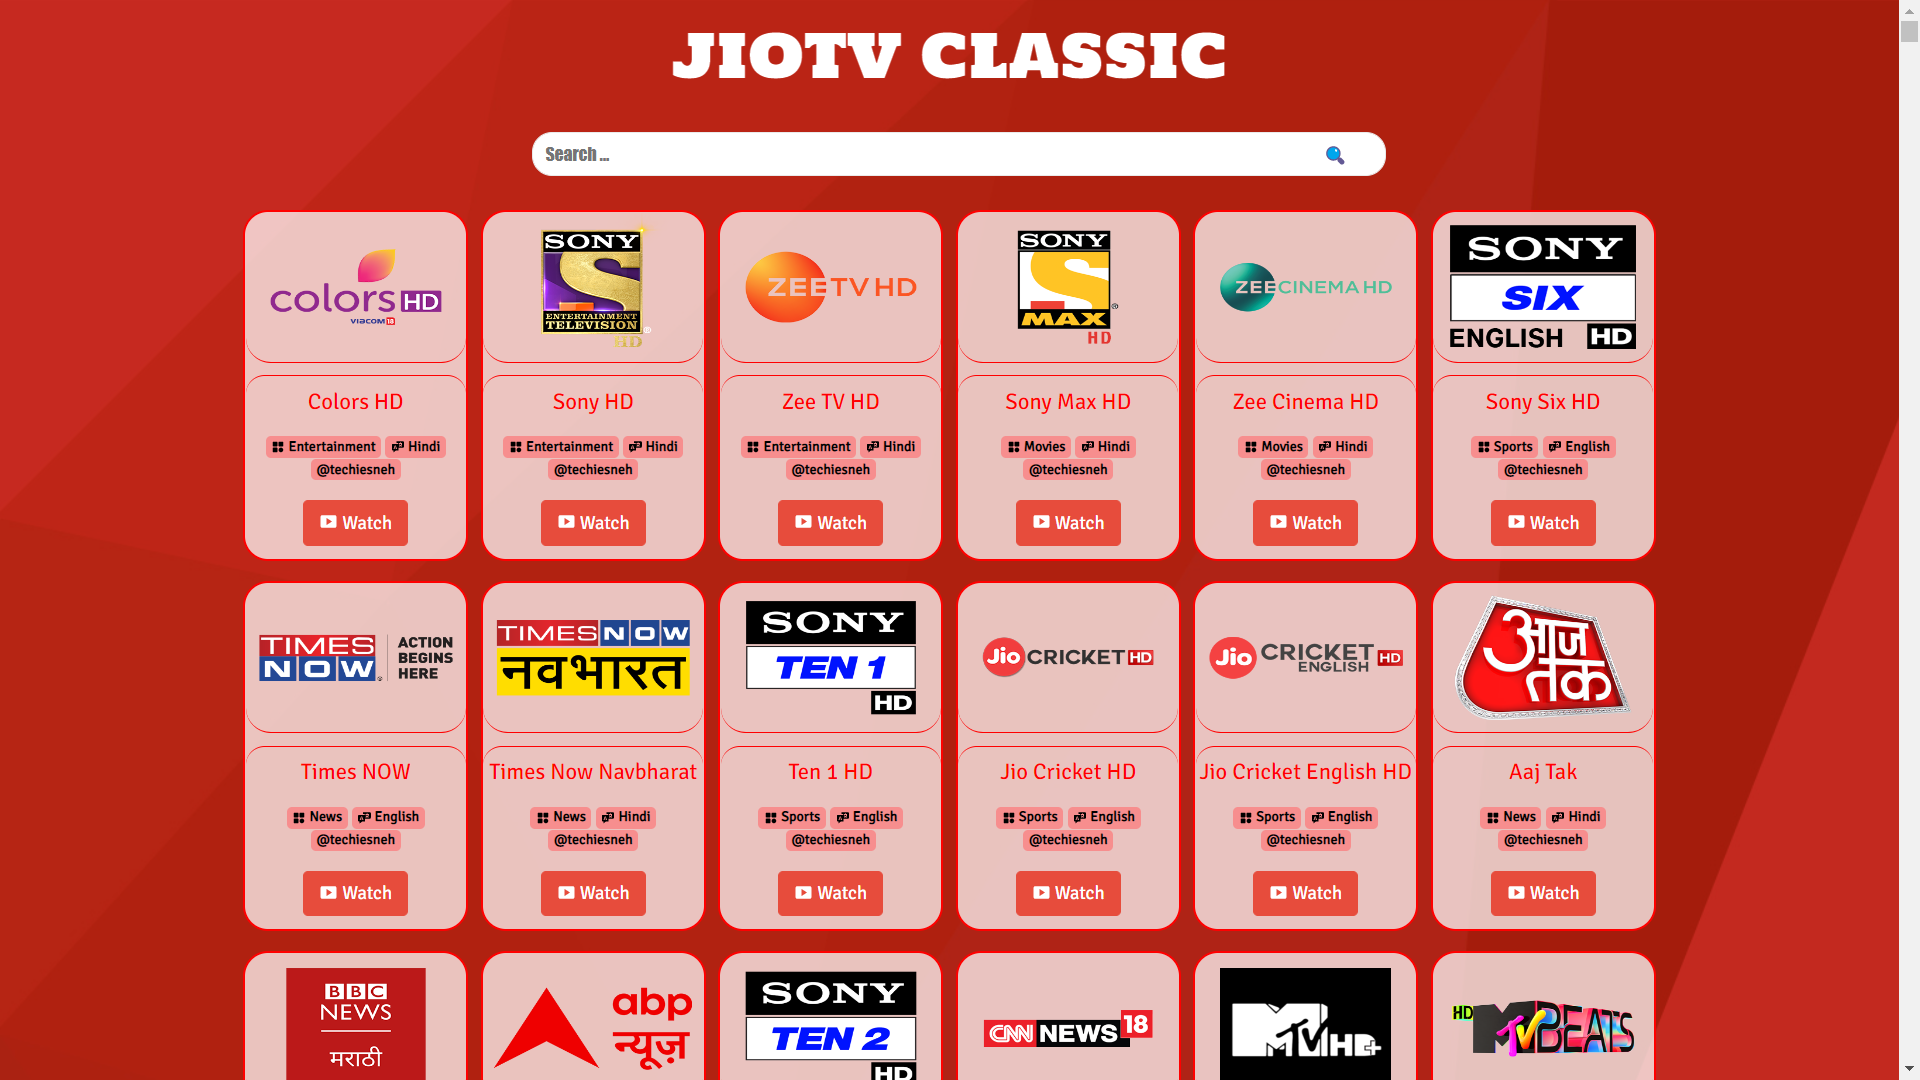 JIOTV CLASSIC
Search ...
colors HD
VIACOM18
SONY
ENTERTAINMENT
TELEVISION
HD
ZEE TV HD
SONY
MAX
HD
ZEE CINEMA HD
SONY
SIX
ENGLISH HD
Colors HD
Entertainment Hindi
@techiesneh
Watch
Sony HD
Entertainment Hindi
@techiesneh
Watch
Zee TV HD
Entertainment Hindi
@techiesneh
Watch
Sony Max HD
Movies Hindi
@techiesneh
Watch
Zee Cinema HD
Movies Hindi
@techiesneh
Watch
Sony Six HD
Sports English
@techiesneh
Watch
TIMES
NOW
ACTION
BEGINS
HERE
TIMES NOW
नवभारत
SONY
TEN 1
HD
Jio CRICKET HD
Jio CRICKET HD
ENGLISH
आज
तक
Times NOW
News English
@techiesneh
Watch
Times Now Navbharat
News Hindi
@techiesneh
Watch
Ten 1 HD
Sports English
@techiesneh
Watch
Jio Cricket HD
Sports English
@techiesneh
Watch
Jio Cricket English HD
Sports English
@techiesneh
Watch
Aaj Tak
News Hindi
@techiesneh
Watch
BBC
NEWS
मराठी
abp
न्यूज़
SONY
TEN 2
HD
CNN NEWS 18
MTV HD+
HD MTV BEATS